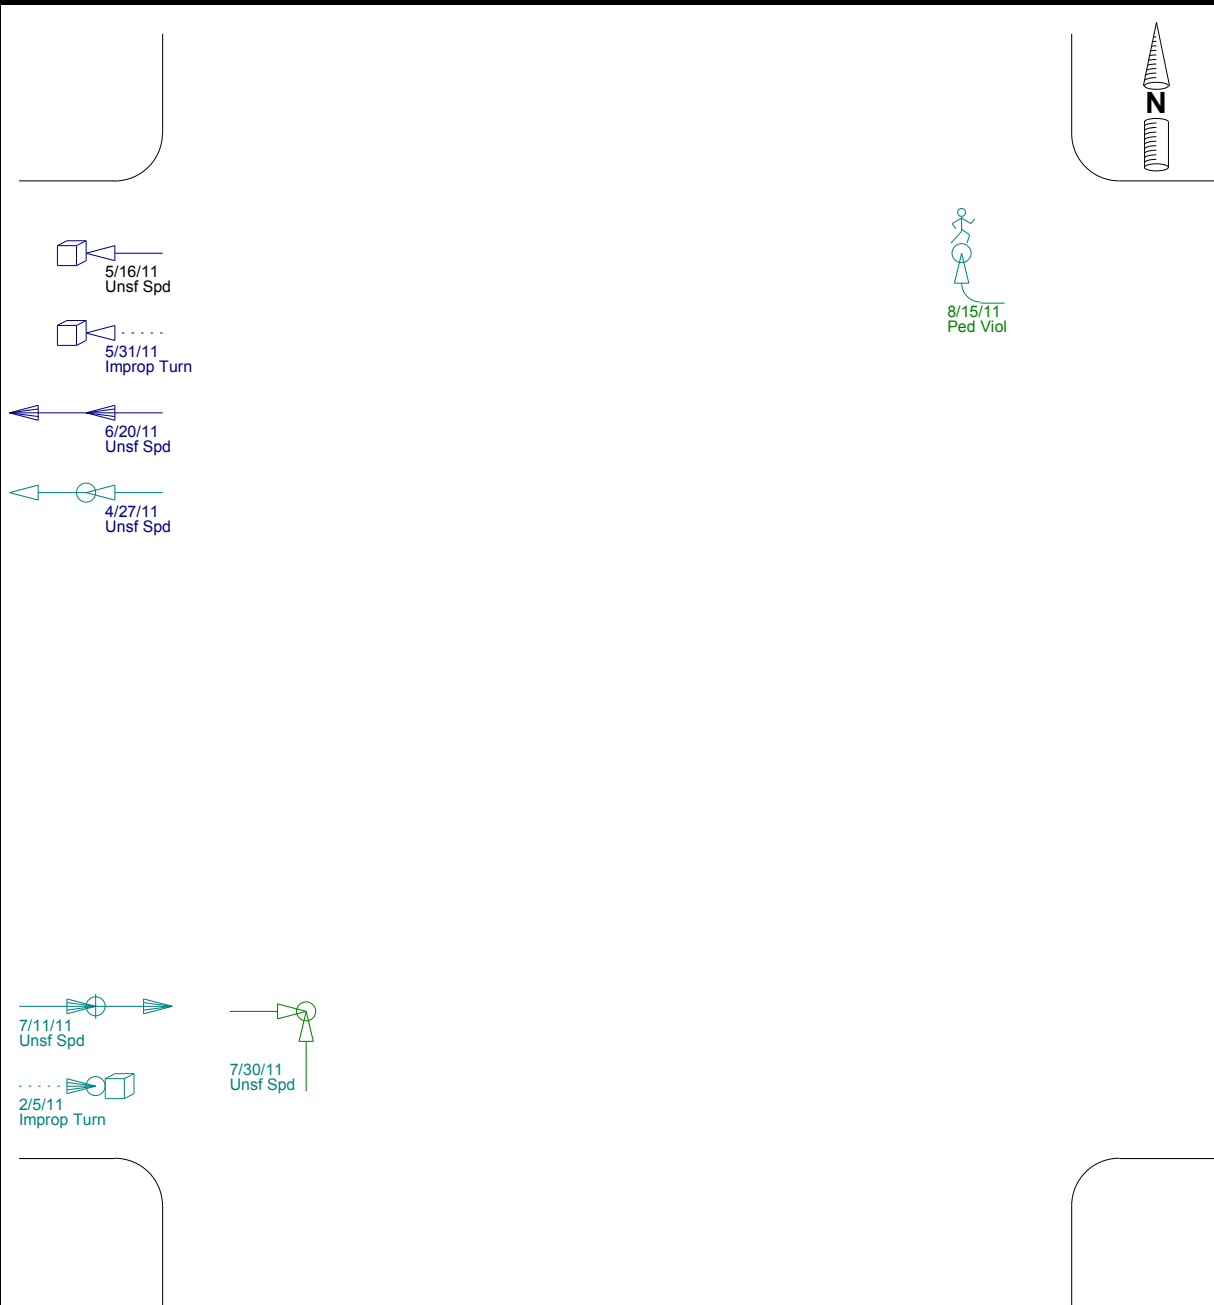 N
5/16/11
Unsf Spd
5/31/11
Improp Turn
6/20/11
Unsf Spd
4/27/11
Unsf Spd
8/15/11
Ped Viol
7/11/11
Unsf Spd
2/5/11
Improp Turn
7/30/11
Unsf Spd